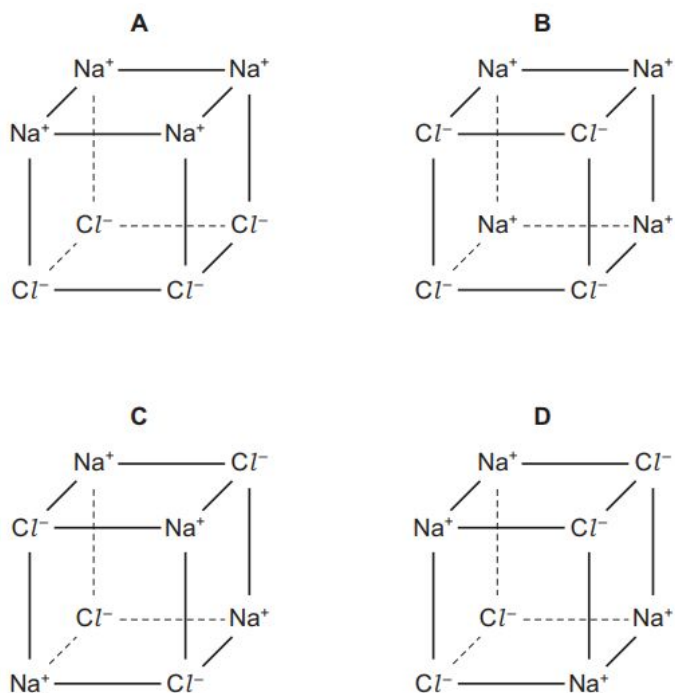 A B
Na⁺ Na⁺ Na⁺ Na⁺
Na⁺ Na⁺ Cl⁻ Cl⁻
Cl⁻ Cl⁻ Na⁺ Na⁺
Cl⁻ Cl⁻ Cl⁻ Cl⁻
C D
Na⁺ Cl⁻ Na⁺ Cl⁻
Cl⁻ Na⁺ Na⁺ Cl⁻
Cl⁻ Na⁺ Cl⁻ Na⁺
Na⁺ Cl⁻ Cl⁻ Na⁺